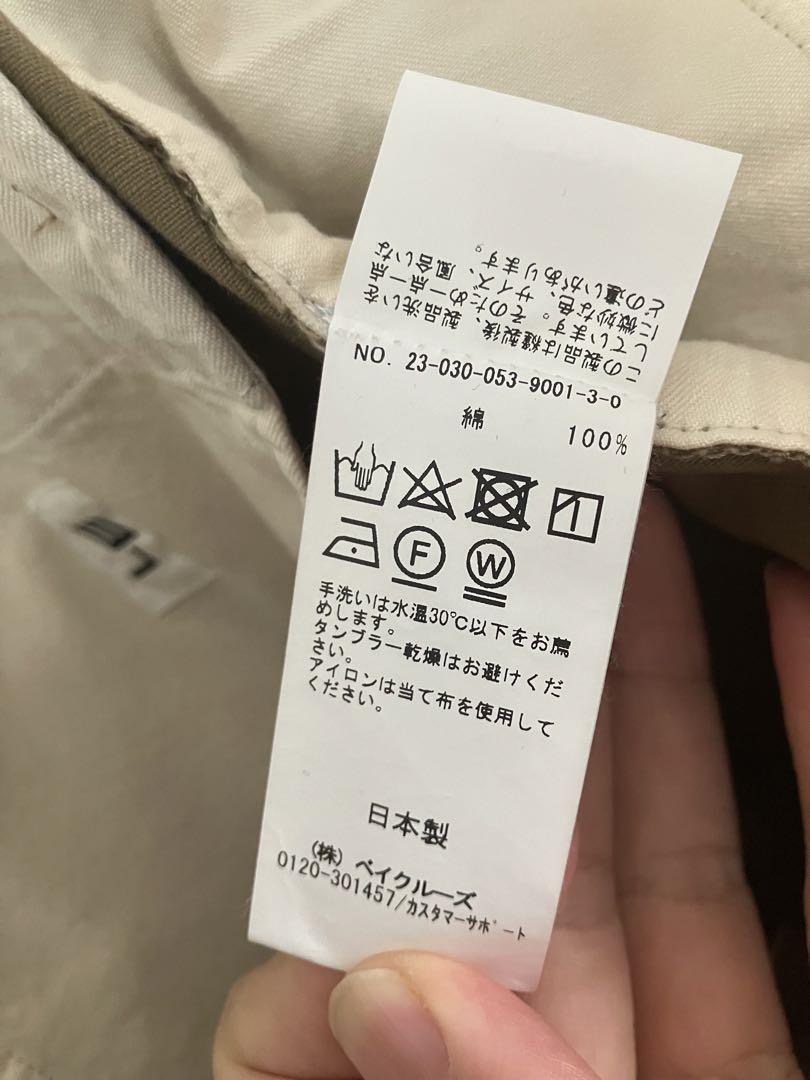 この製品は縫製後、製品洗いを
しています。そのため一点一点
に微妙な色、サイズ、風合いな
どの違いがあります。
NO. 23-030-053-9001-3-0
綿 100%
F W
手洗いは水温30℃以下をお薦
めします。
タンブラー乾燥はお避けくだ
さい。
アイロンは当て布を使用して
ください。
日本製
(株) ベイクルーズ
0120-301457/カスタマーサポート